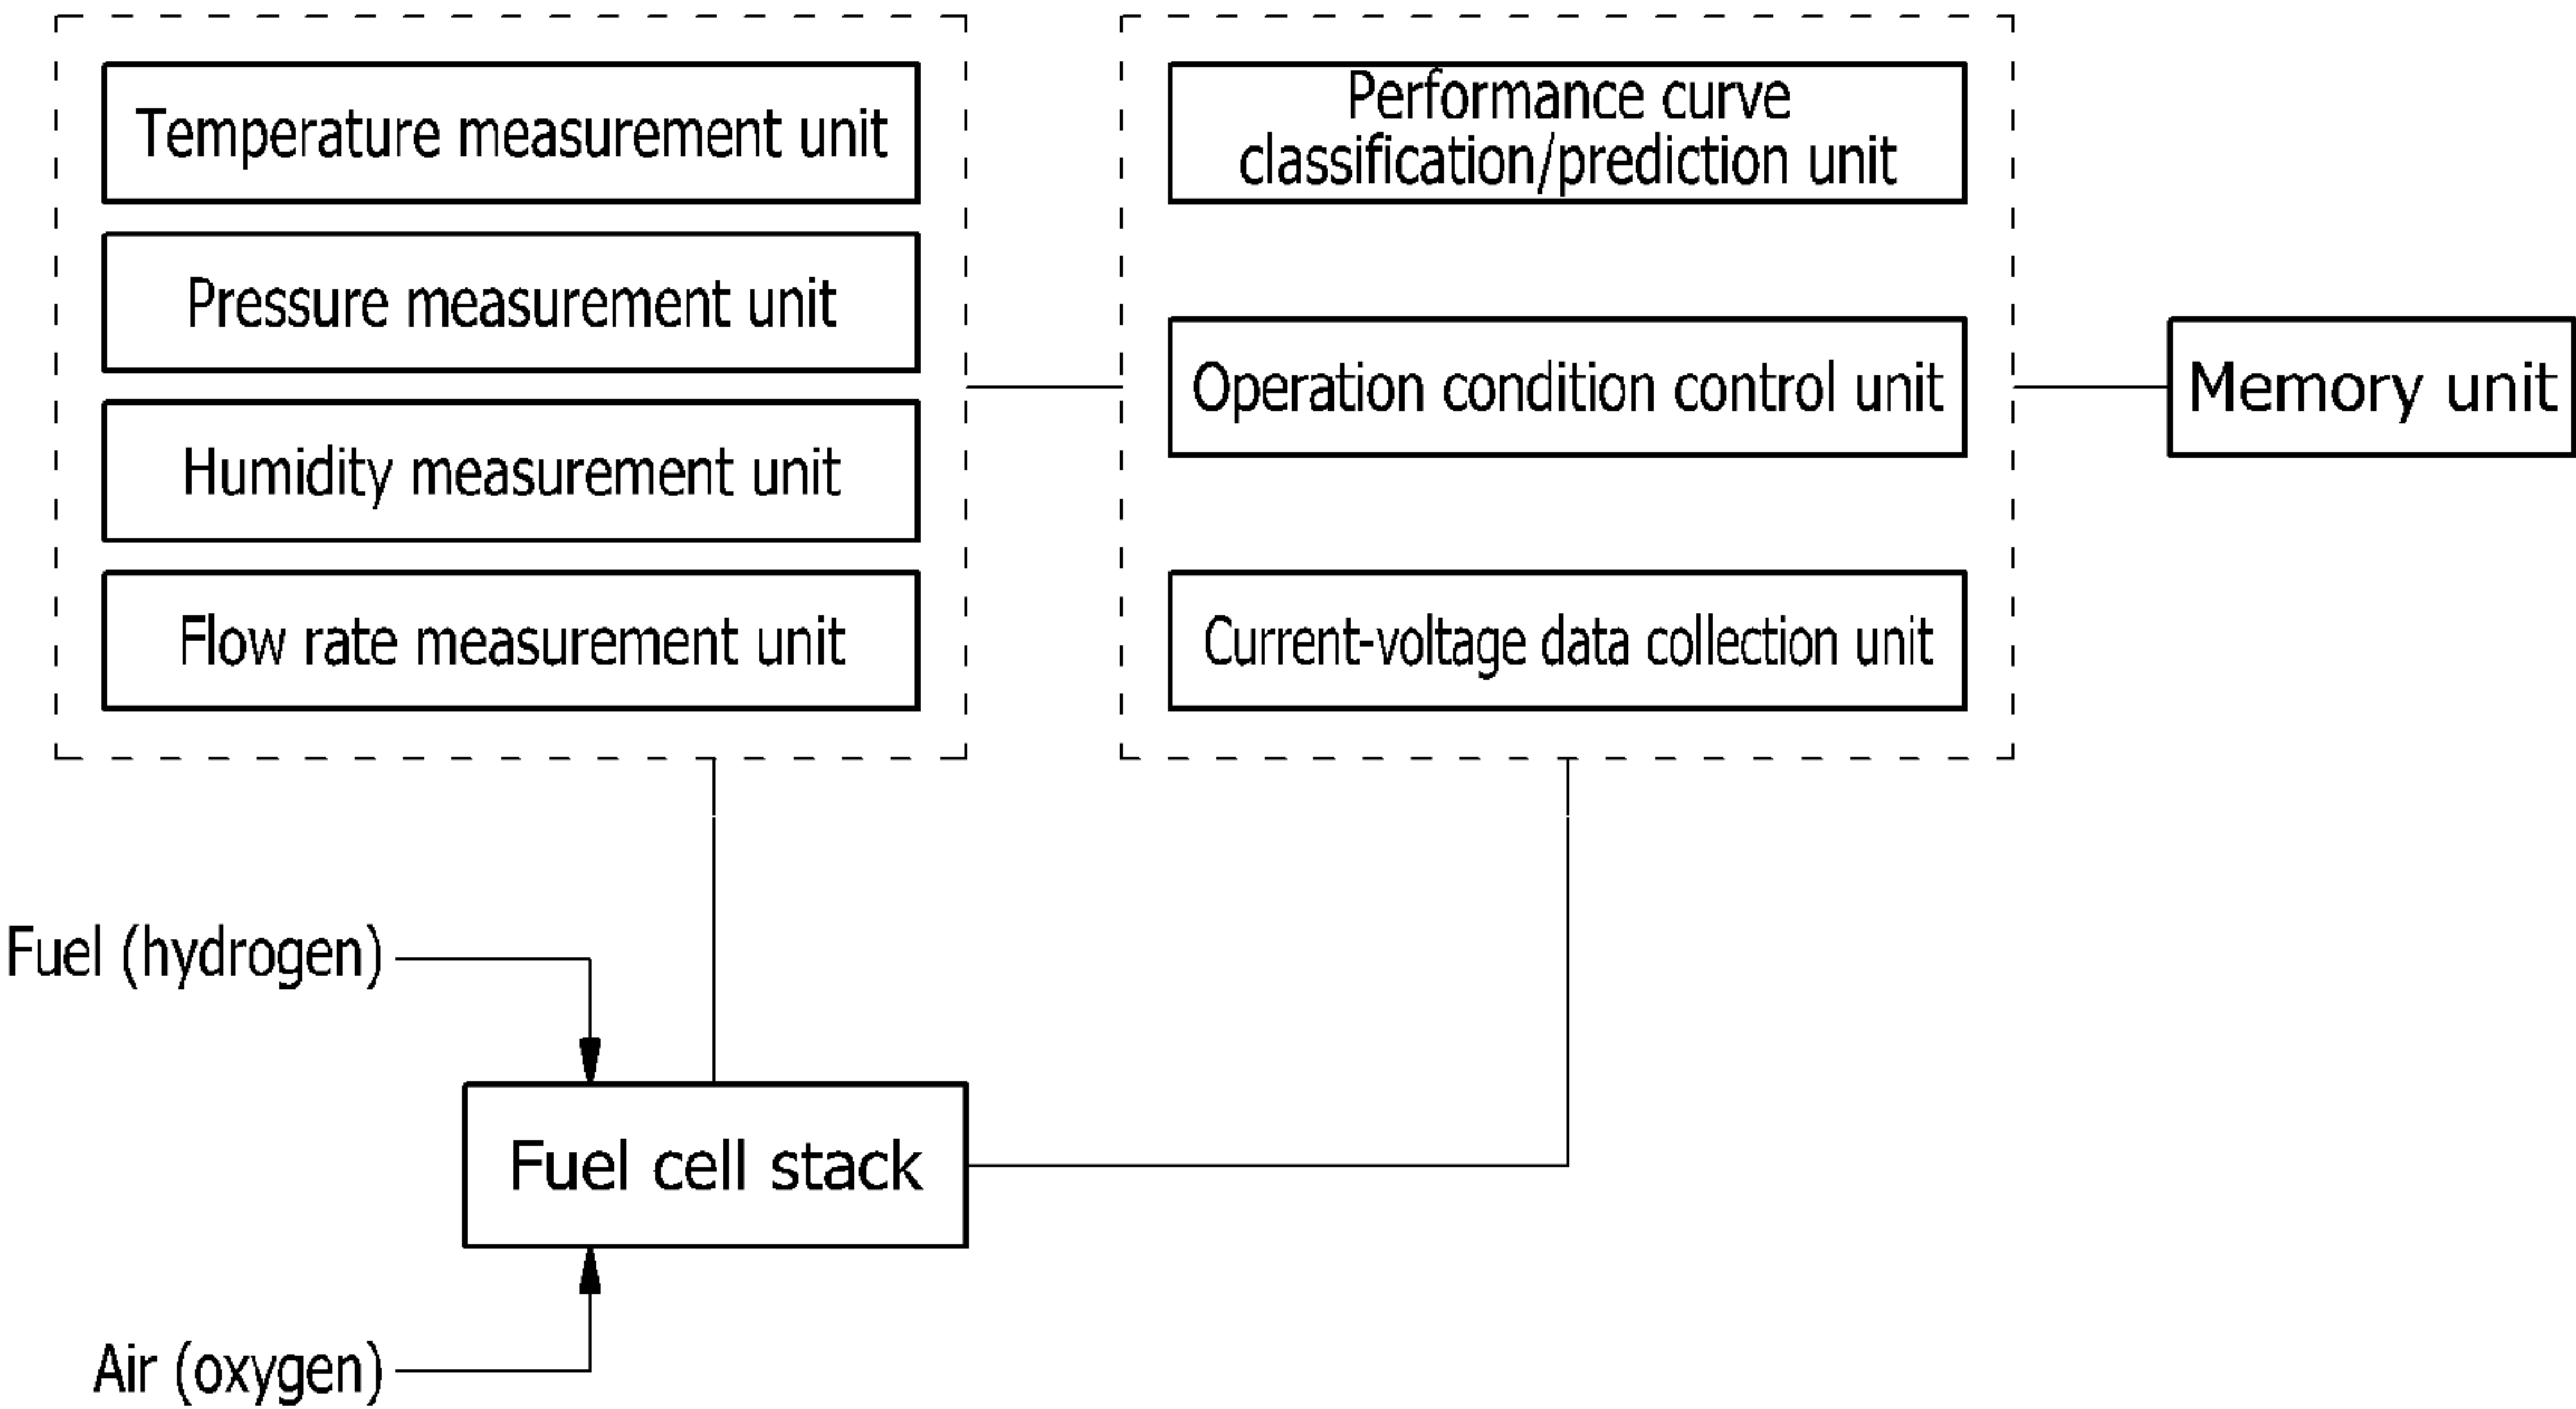 Temperature measurement unit
Pressure measurement unit
Humidity measurement unit
Flow rate measurement unit
Performance curve
classification/prediction unit
Operation condition control unit
Current-voltage data collection unit
Memory unit
Fuel (hydrogen)
Fuel cell stack
Air (oxygen)